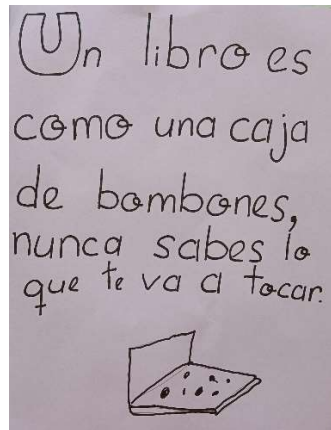 Un libro es
como una caja
de bombones,
nunca sabes lo
que te va a tocar.